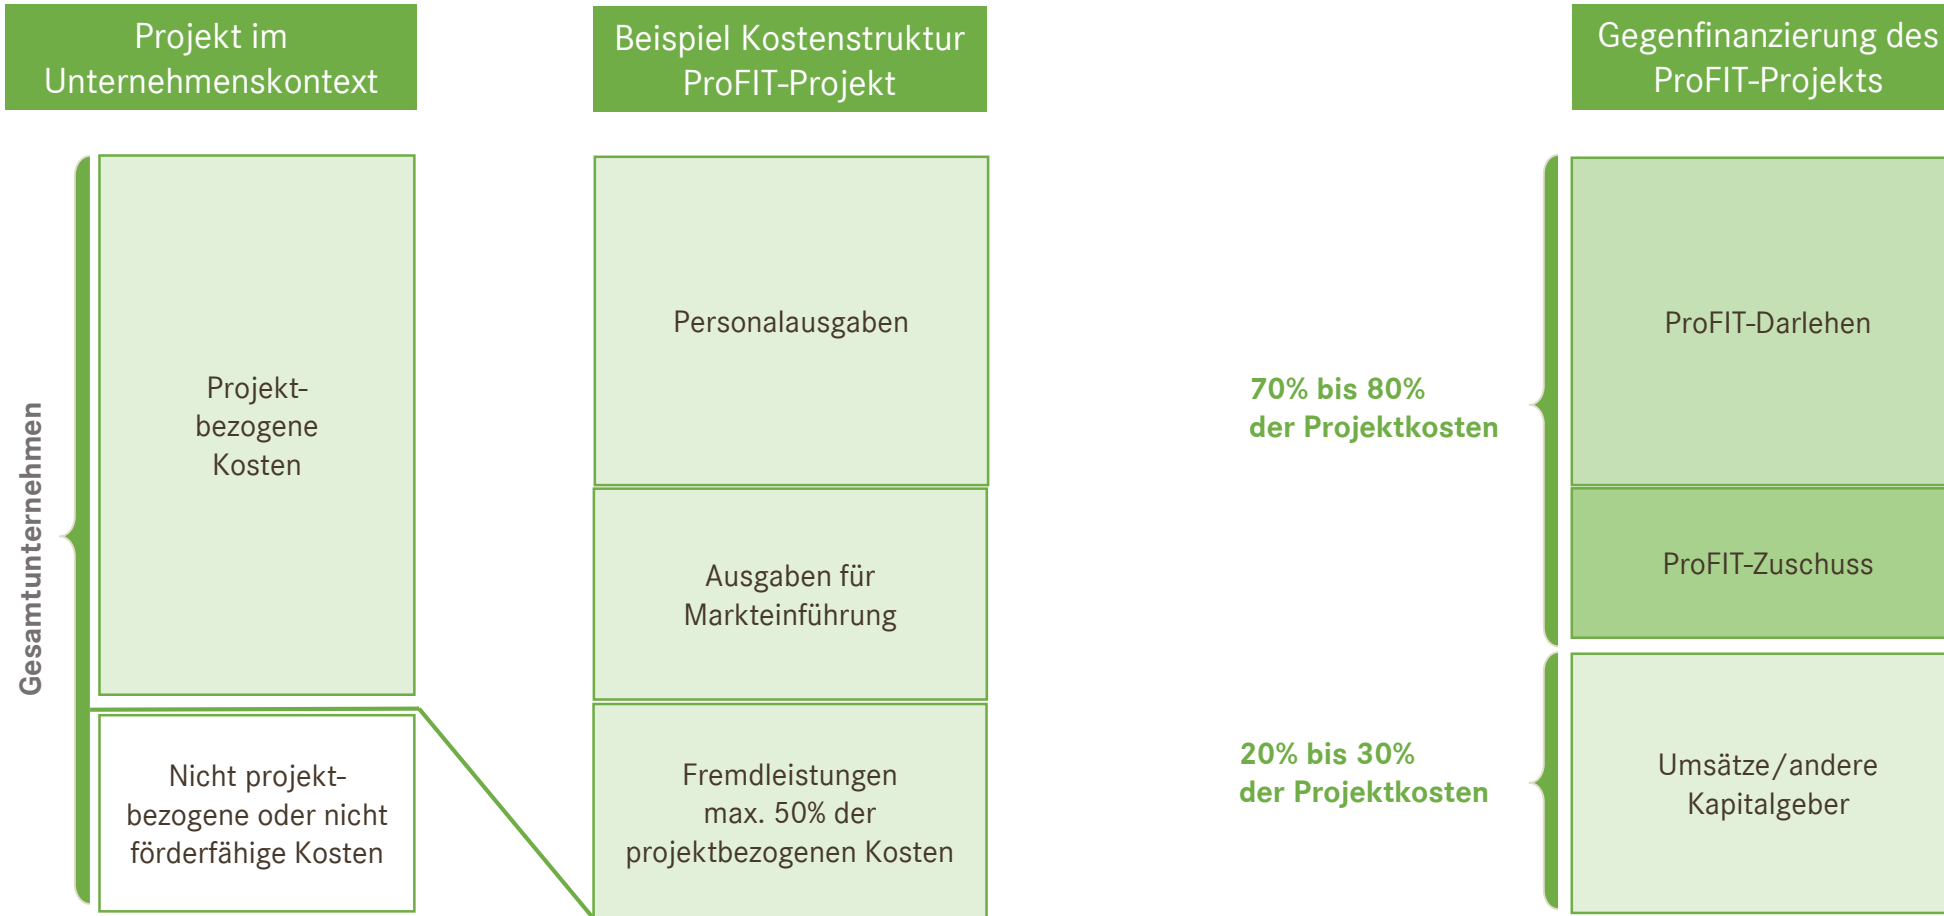 Projekt im
Unternehmenskontext
Beispiel Kostenstruktur
ProFIT-Projekt
Gegenfinanzierung des
ProFIT-Projekts
Gesamtunternehmen
Projekt-
bezogene
Kosten
Nicht projekt-
bezogene oder nicht
förderfähige Kosten
Personalausgaben
Ausgaben für
Markteinführung
Fremdleistungen
max. 50% der
projektbezogenen Kosten
70% bis 80%
der Projektkosten
20% bis 30%
der Projektkosten
ProFIT-Darlehen
ProFIT-Zuschuss
Umsätze/andere
Kapitalgeber